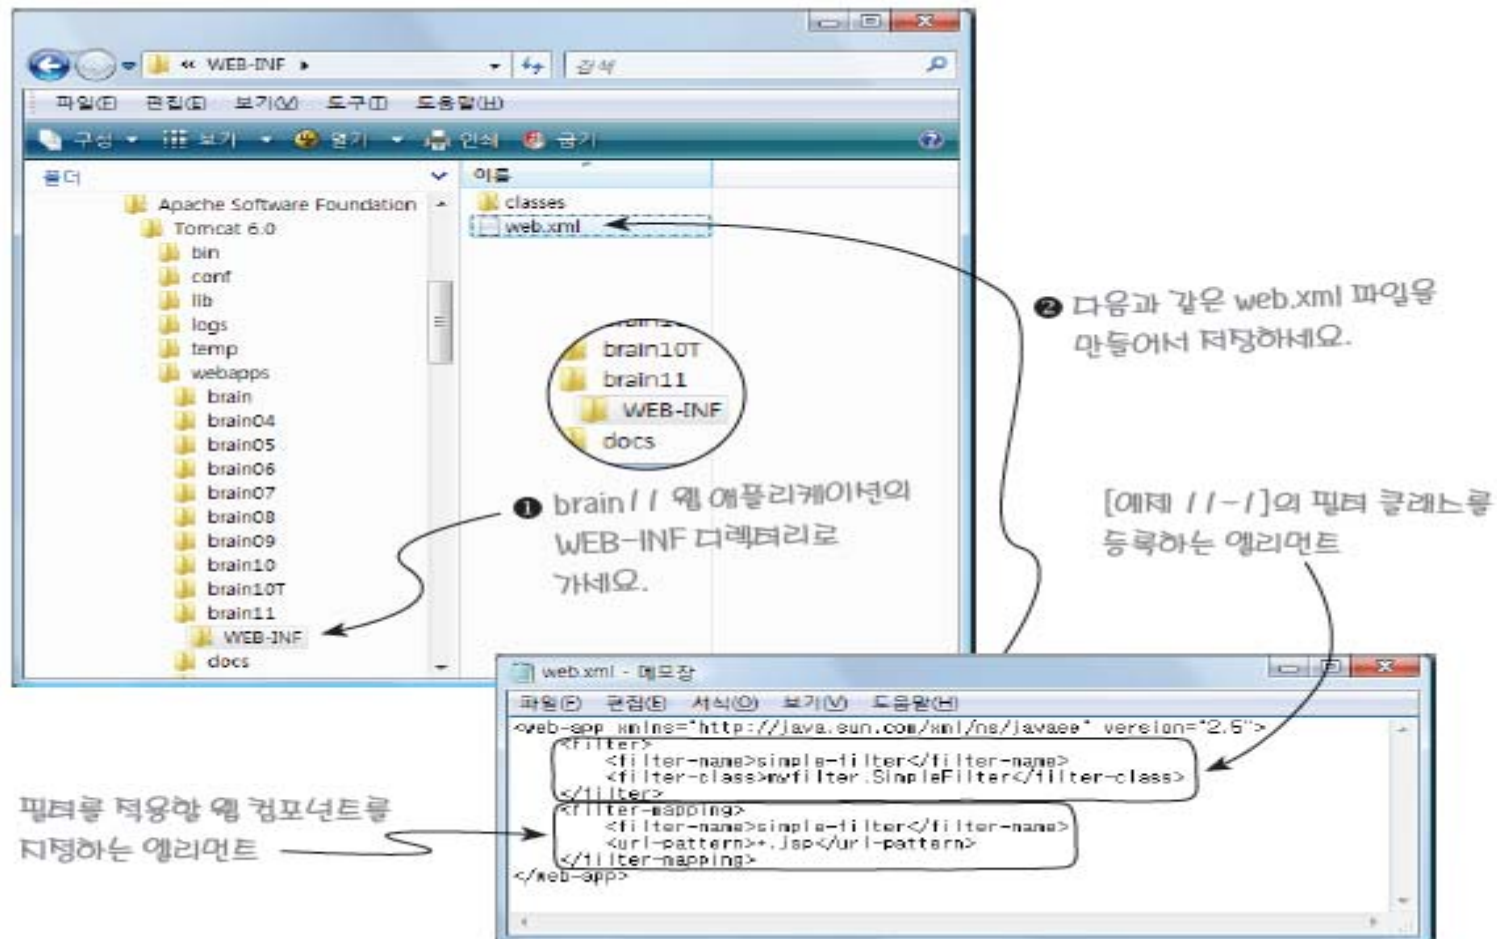 « WEB-INF ▸
검색
파일(F) 편집(E) 보기(V) 도구(T) 도움말(H)
구성 보기 열기 인쇄 굽기
폴더
이름
Apache Software Foundation
Tomcat 6.0
bin
conf
lib
logs
temp
webapps
brain
brain04
brain05
brain06
brain07
brain08
brain09
brain10
brain10T
brain11
WEB-INF
docs
classes
web.xml
brain10T
brain11
WEB-INF
docs
❶ brain11 웹 애플리케이션의
WEB-INF 디렉터리로
가세요.
❷ 다음과 같은 web.xml 파일을
만들어서 저장하세요.
[예제 11-1]의 필터 클래스를
등록하는 엘리먼트
필터를 적용할 웹 컴포넌트를
지정하는 엘리먼트
web.xml - 메모장
파일(F) 편집(E) 서식(O) 보기(V) 도움말(H)
<web-app xmlns="http://java.sun.com/xml/ns/javaee" version="2.5">
<filter>
<filter-name>simple-filter</filter-name>
<filter-class>myfilter.SimpleFilter</filter-class>
</filter>
<filter-mapping>
<filter-name>simple-filter</filter-name>
<url-pattern>*.jsp</url-pattern>
</filter-mapping>
</web-app>